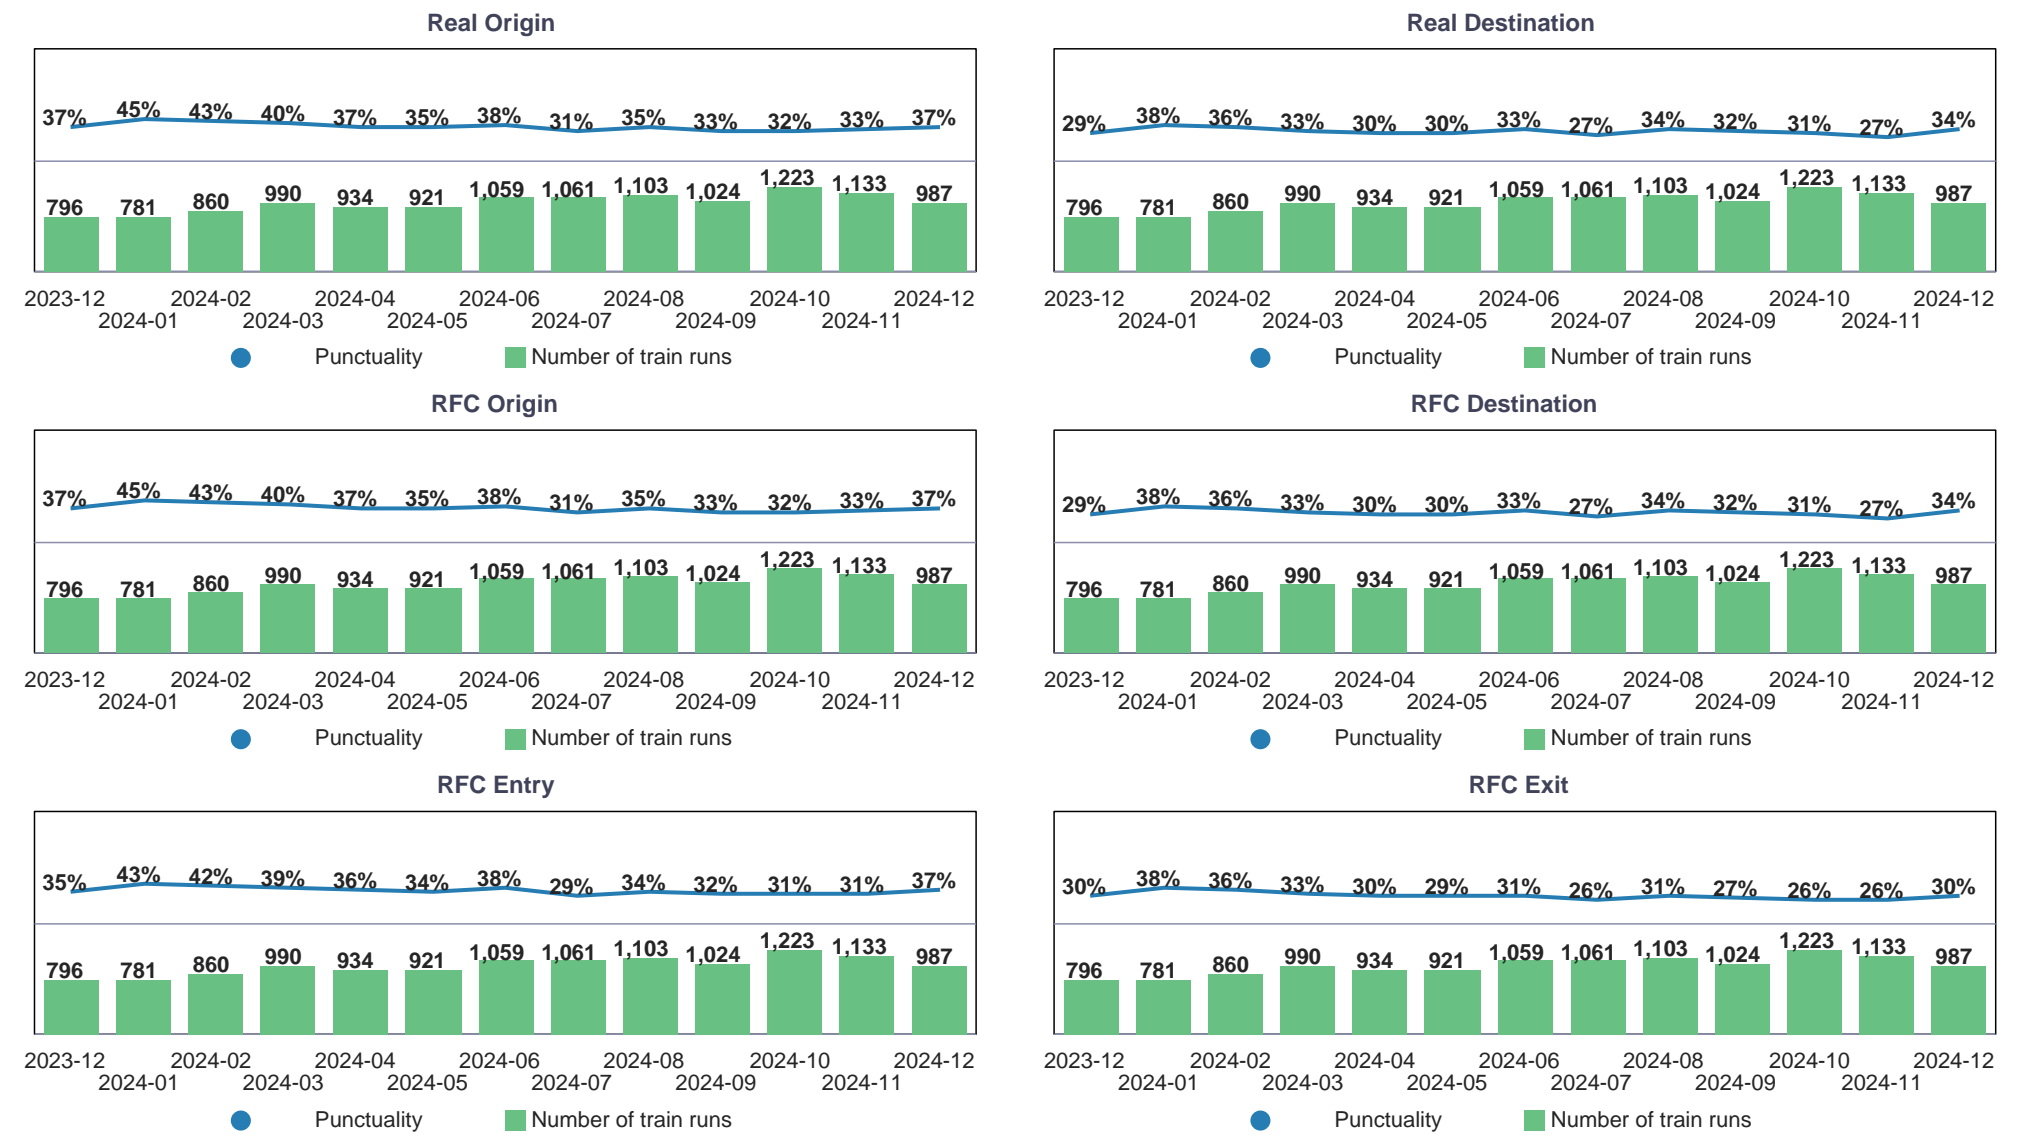 Real Origin
37% 45% 43% 40% 37% 35% 38% 31% 35% 33% 32% 33% 37%
796 781 860 990 934 921 1,059 1,061 1,103 1,024 1,223 1,133 987
2023-12 2024-02 2024-04 2024-06 2024-08 2024-10 2024-12
2024-01 2024-03 2024-05 2024-07 2024-09 2024-11
Punctuality Number of train runs
Real Destination
29% 38% 36% 33% 30% 30% 33% 27% 34% 32% 31% 27% 34%
796 781 860 990 934 921 1,059 1,061 1,103 1,024 1,223 1,133 987
2023-12 2024-02 2024-04 2024-06 2024-08 2024-10 2024-12
2024-01 2024-03 2024-05 2024-07 2024-09 2024-11
Punctuality Number of train runs
RFC Origin
37% 45% 43% 40% 37% 35% 38% 31% 35% 33% 32% 33% 37%
796 781 860 990 934 921 1,059 1,061 1,103 1,024 1,223 1,133 987
2023-12 2024-02 2024-04 2024-06 2024-08 2024-10 2024-12
2024-01 2024-03 2024-05 2024-07 2024-09 2024-11
Punctuality Number of train runs
RFC Destination
29% 38% 36% 33% 30% 30% 33% 27% 34% 32% 31% 27% 34%
796 781 860 990 934 921 1,059 1,061 1,103 1,024 1,223 1,133 987
2023-12 2024-02 2024-04 2024-06 2024-08 2024-10 2024-12
2024-01 2024-03 2024-05 2024-07 2024-09 2024-11
Punctuality Number of train runs
RFC Entry
35% 43% 42% 39% 36% 34% 38% 29% 34% 32% 31% 31% 37%
796 781 860 990 934 921 1,059 1,061 1,103 1,024 1,223 1,133 987
2023-12 2024-02 2024-04 2024-06 2024-08 2024-10 2024-12
2024-01 2024-03 2024-05 2024-07 2024-09 2024-11
Punctuality Number of train runs
RFC Exit
30% 38% 36% 33% 30% 29% 31% 26% 31% 27% 26% 26% 30%
796 781 860 990 934 921 1,059 1,061 1,103 1,024 1,223 1,133 987
2023-12 2024-02 2024-04 2024-06 2024-08 2024-10 2024-12
2024-01 2024-03 2024-05 2024-07 2024-09 2024-11
Punctuality Number of train runs